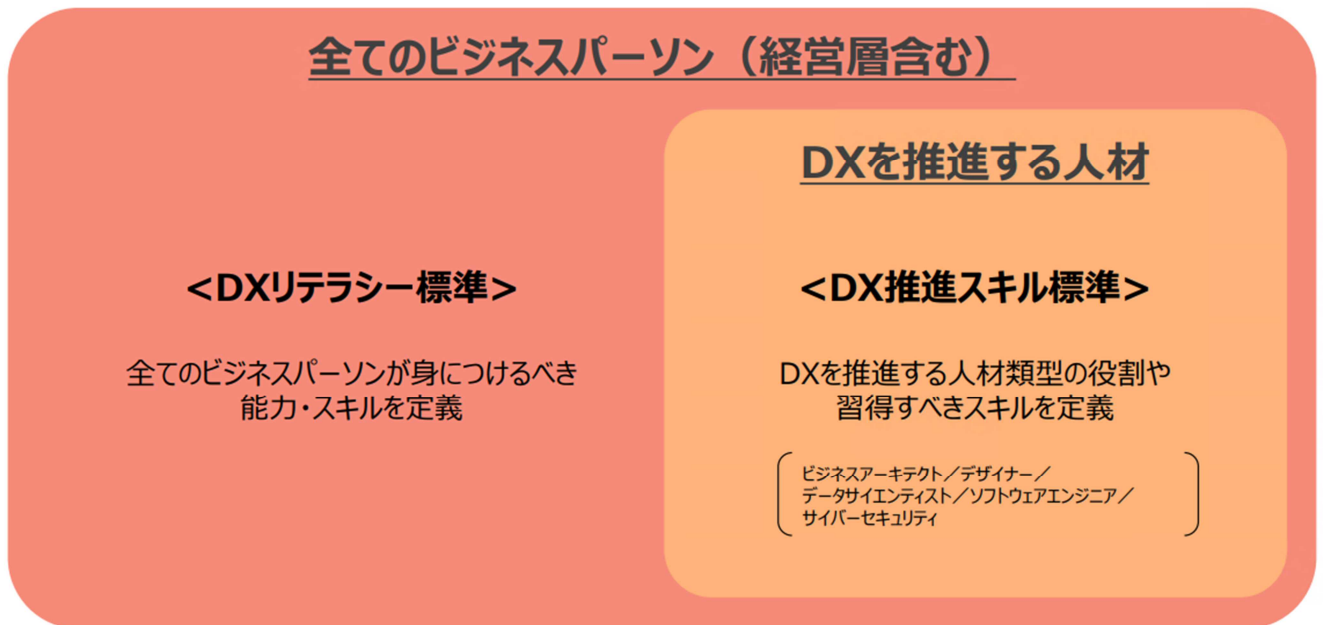 全てのビジネスパーソン（経営層含む）
DXを推進する人材
<DXリテラシー標準>
全てのビジネスパーソンが身につけるべき
能力・スキルを定義
<DX推進スキル標準>
DXを推進する人材類型の役割や
習得すべきスキルを定義
ビジネスアーキテクト／デザイナー／
データサイエンティスト／ソフトウェアエンジニア／
サイバーセキュリティ